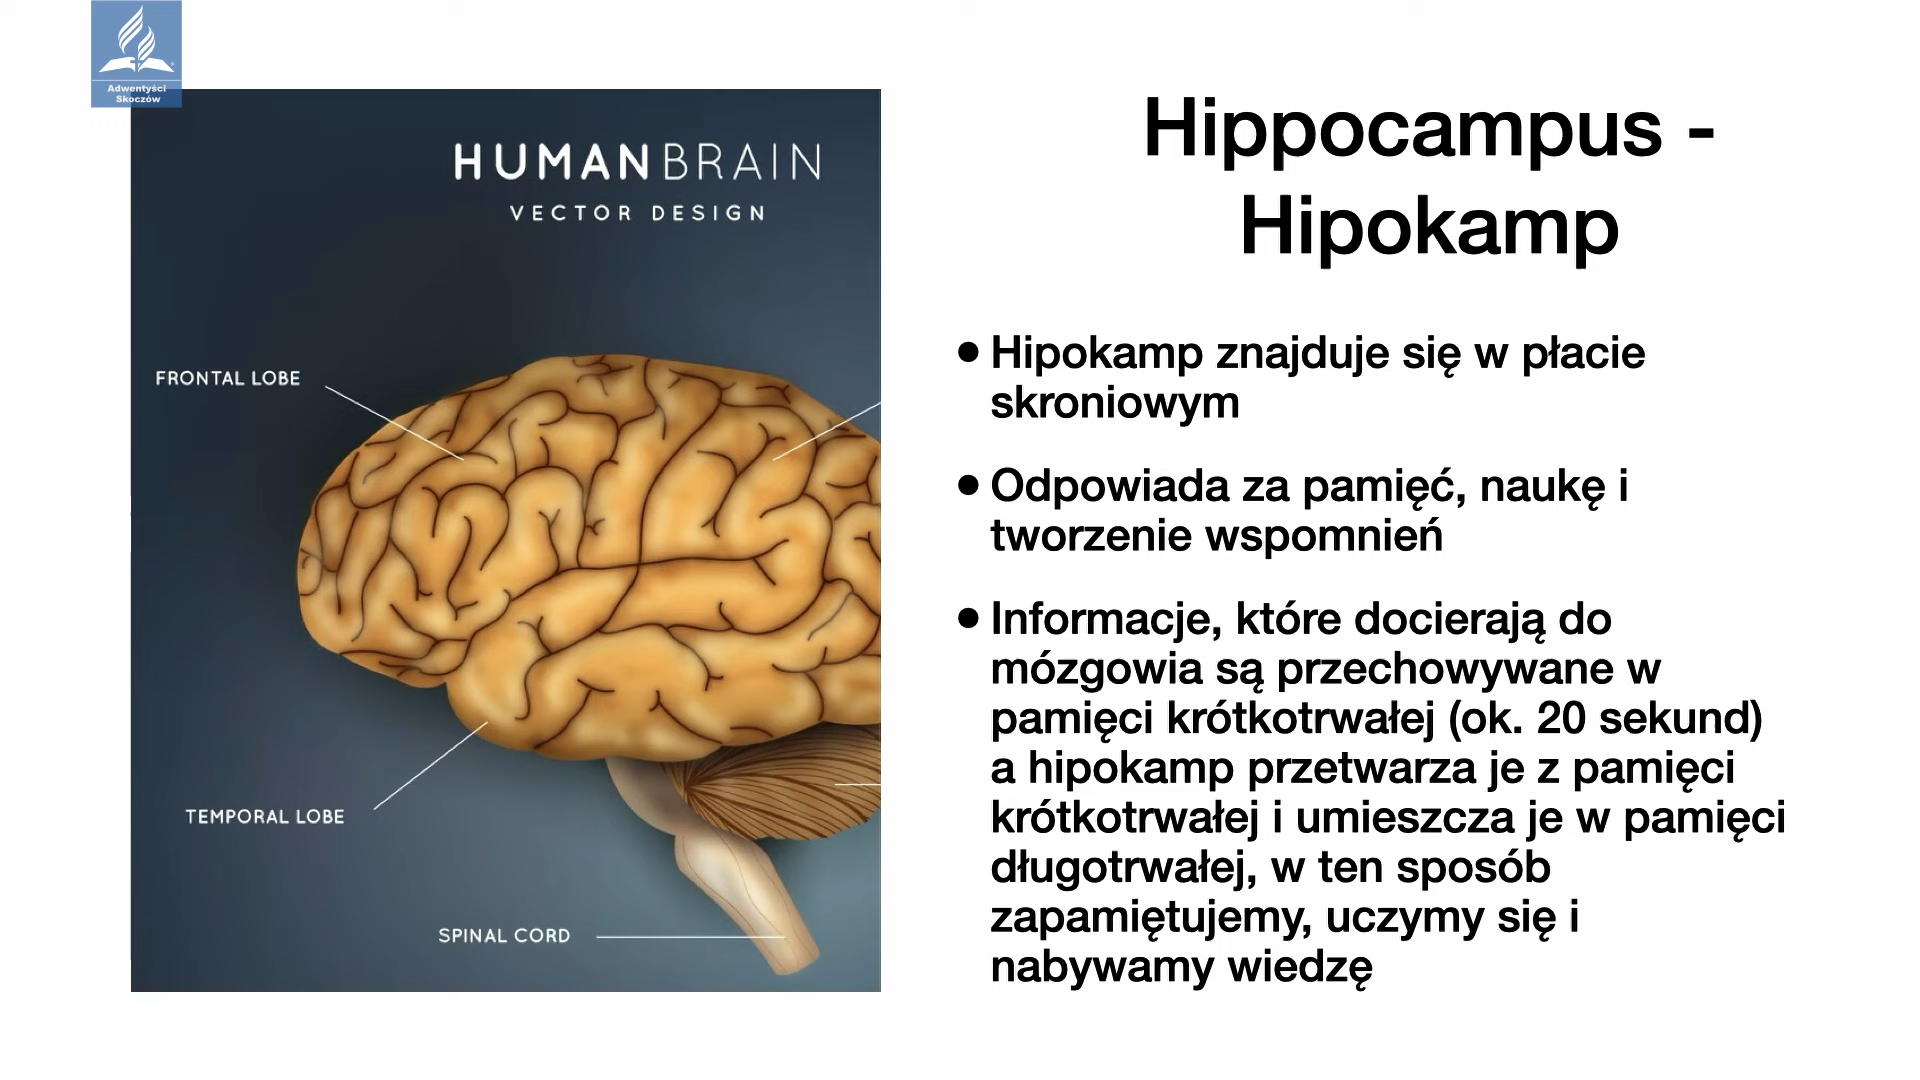 Adwentyści
Skoczów
HUMANBRAIN
VECTOR DESIGN
FRONTAL LOBE
TEMPORAL LOBE
SPINAL CORD
Hippocampus -
Hipokamp
• Hipokamp znajduje się w płacie
skroniowym
• Odpowiada za pamięć, naukę i
tworzenie wspomnień
• Informacje, które docierają do
mózgowia są przechowywane w
pamięci krótkotrwałej (ok. 20 sekund)
a hipokamp przetwarza je z pamięci
krótkotrwałej i umieszcza je w pamięci
długotrwałej, w ten sposób
zapamiętujemy, uczymy się i
nabywamy wiedzę